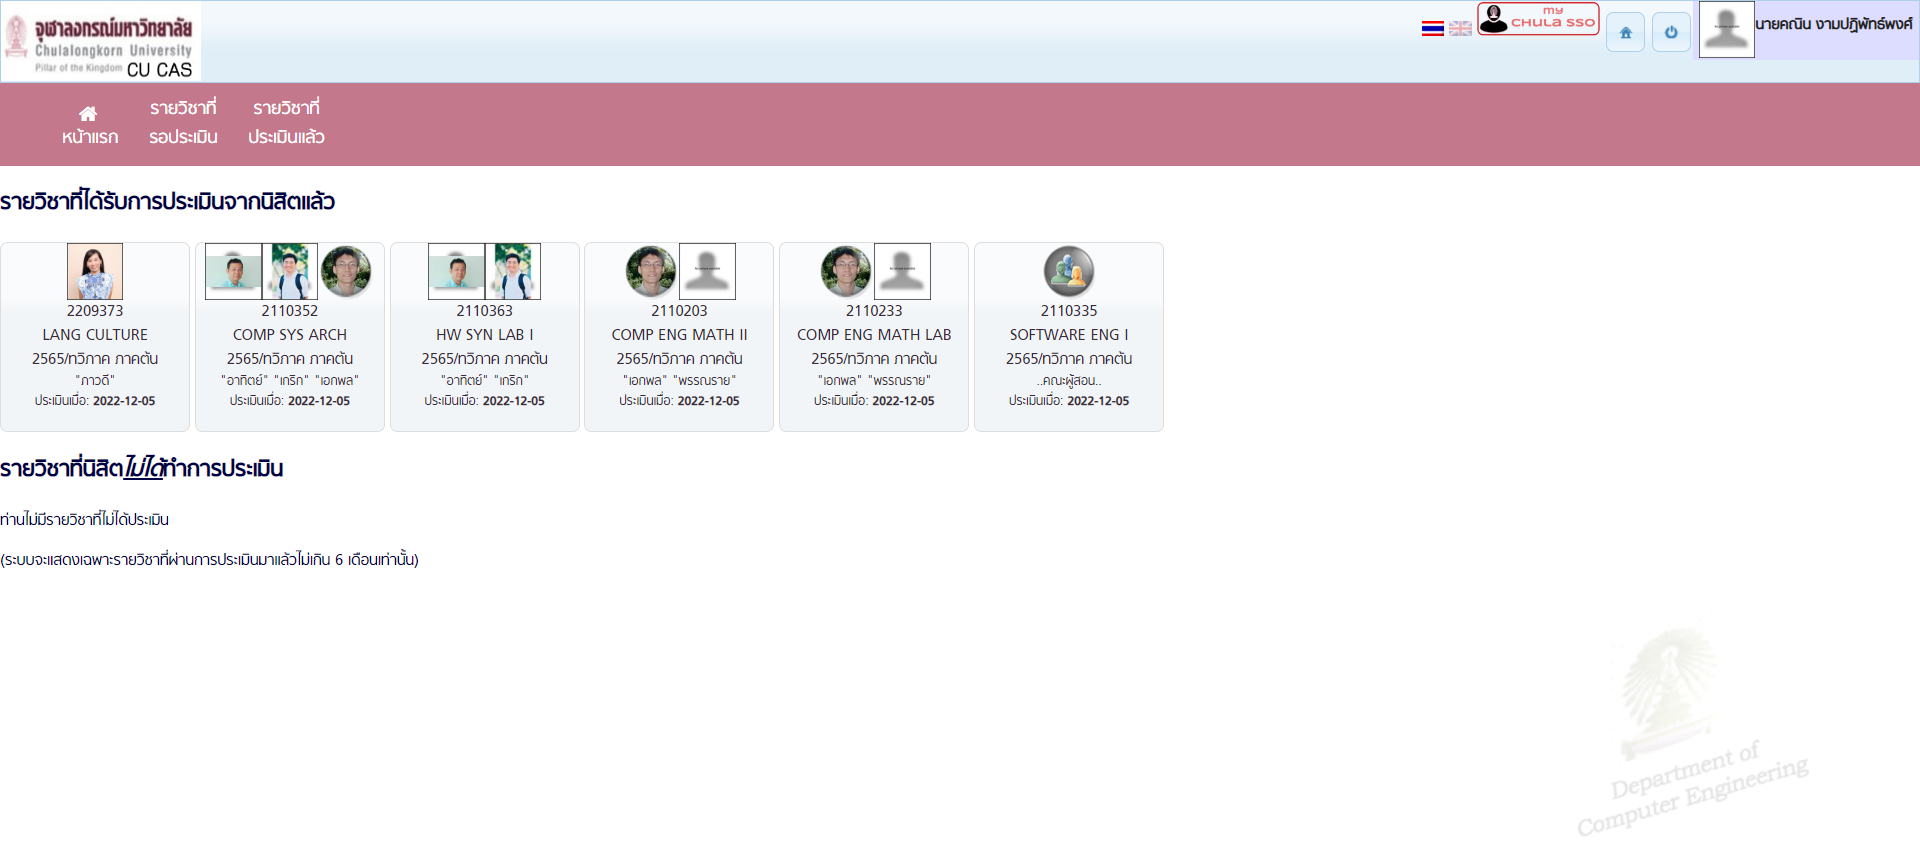 จุฬาลงกรณ์มหาวิทยาลัย
Chulalongkorn University
Pillar of the Kingdom CU CAS
MY
CHULA SSO
นายคณิน งามปฏิพัทธ์พงศ์
หน้าแรก
รายวิชาที่
รอประเมิน
รายวิชาที่
ประเมินแล้ว
รายวิชาที่ได้รับการประเมินจากนิสิตแล้ว
2209373
LANG CULTURE
2565/ทวิภาค ภาคต้น
"ภาวดี"
ประเมินเมื่อ: 2022-12-05
2110352
COMP SYS ARCH
2565/ทวิภาค ภาคต้น
"อาทิตย์" "เกริก" "เอกพล"
ประเมินเมื่อ: 2022-12-05
2110363
HW SYN LAB I
2565/ทวิภาค ภาคต้น
"อาทิตย์" "เกริก"
ประเมินเมื่อ: 2022-12-05
2110203
COMP ENG MATH II
2565/ทวิภาค ภาคต้น
"เอกพล" "พรรณราย"
ประเมินเมื่อ: 2022-12-05
2110233
COMP ENG MATH LAB
2565/ทวิภาค ภาคต้น
"เอกพล" "พรรณราย"
ประเมินเมื่อ: 2022-12-05
2110335
SOFTWARE ENG I
2565/ทวิภาค ภาคต้น
..คณะผู้สอน..
ประเมินเมื่อ: 2022-12-05
รายวิชาที่นิสิตไม่ได้ทำการประเมิน
ท่านไม่มีรายวิชาที่ไม่ได้ประเมิน
(ระบบจะแสดงเฉพาะรายวิชาที่ผ่านการประเมินมาแล้วไม่เกิน 6 เดือนเท่านั้น)
Department of
Computer Engineering